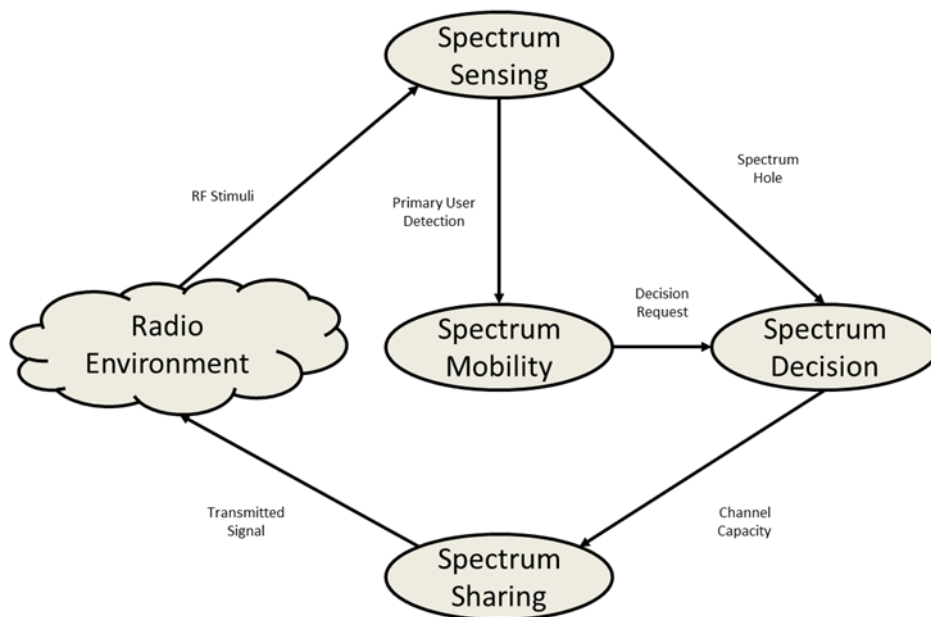 Spectrum
Sensing
RF Stimuli
Primary User
Detection
Spectrum
Hole
Radio
Environment
Spectrum
Mobility
Decision
Request
Spectrum
Decision
Transmitted
Signal
Channel
Capacity
Spectrum
Sharing